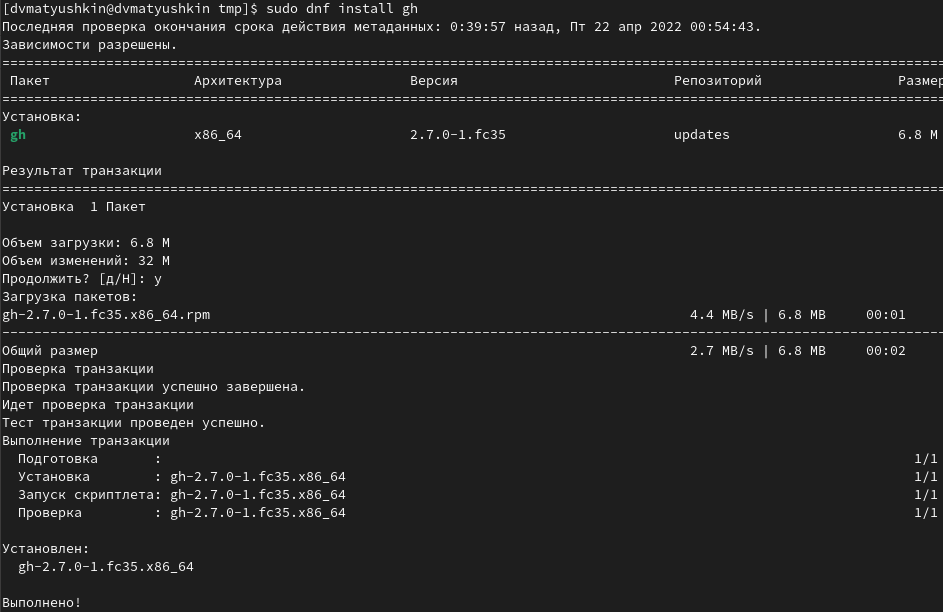 [dvmatyushkin@dvmatyushkin tmp]$ sudo dnf install gh
Последняя проверка окончания срока действия метаданных: 0:39:57 назад, Пт 22 апр 2022 00:54:43.
Зависимости разрешены.
================================================================================
Пакет Архитектура Версия Репозиторий Размер
================================================================================
Установка:
gh x86_64 2.7.0-1.fc35 updates 6.8 M
Результат транзакции
================================================================================
Установка  1 Пакет
Объем загрузки: 6.8 M
Объем изменений: 32 M
Продолжить? [д/Н]: y
Загрузка пакетов:
gh-2.7.0-1.fc35.x86_64.rpm 4.4 MB/s | 6.8 MB 00:01
--------------------------------------------------------------------------------
Общий размер 2.7 MB/s | 6.8 MB 00:02
Проверка транзакции
Проверка транзакции успешно завершена.
Идет проверка транзакции
Тест транзакции проведен успешно.
Выполнение транзакции
Подготовка : 1/1
Установка : gh-2.7.0-1.fc35.x86_64 1/1
Запуск скриптлета: gh-2.7.0-1.fc35.x86_64 1/1
Проверка : gh-2.7.0-1.fc35.x86_64 1/1
Установлен:
gh-2.7.0-1.fc35.x86_64
Выполнено!